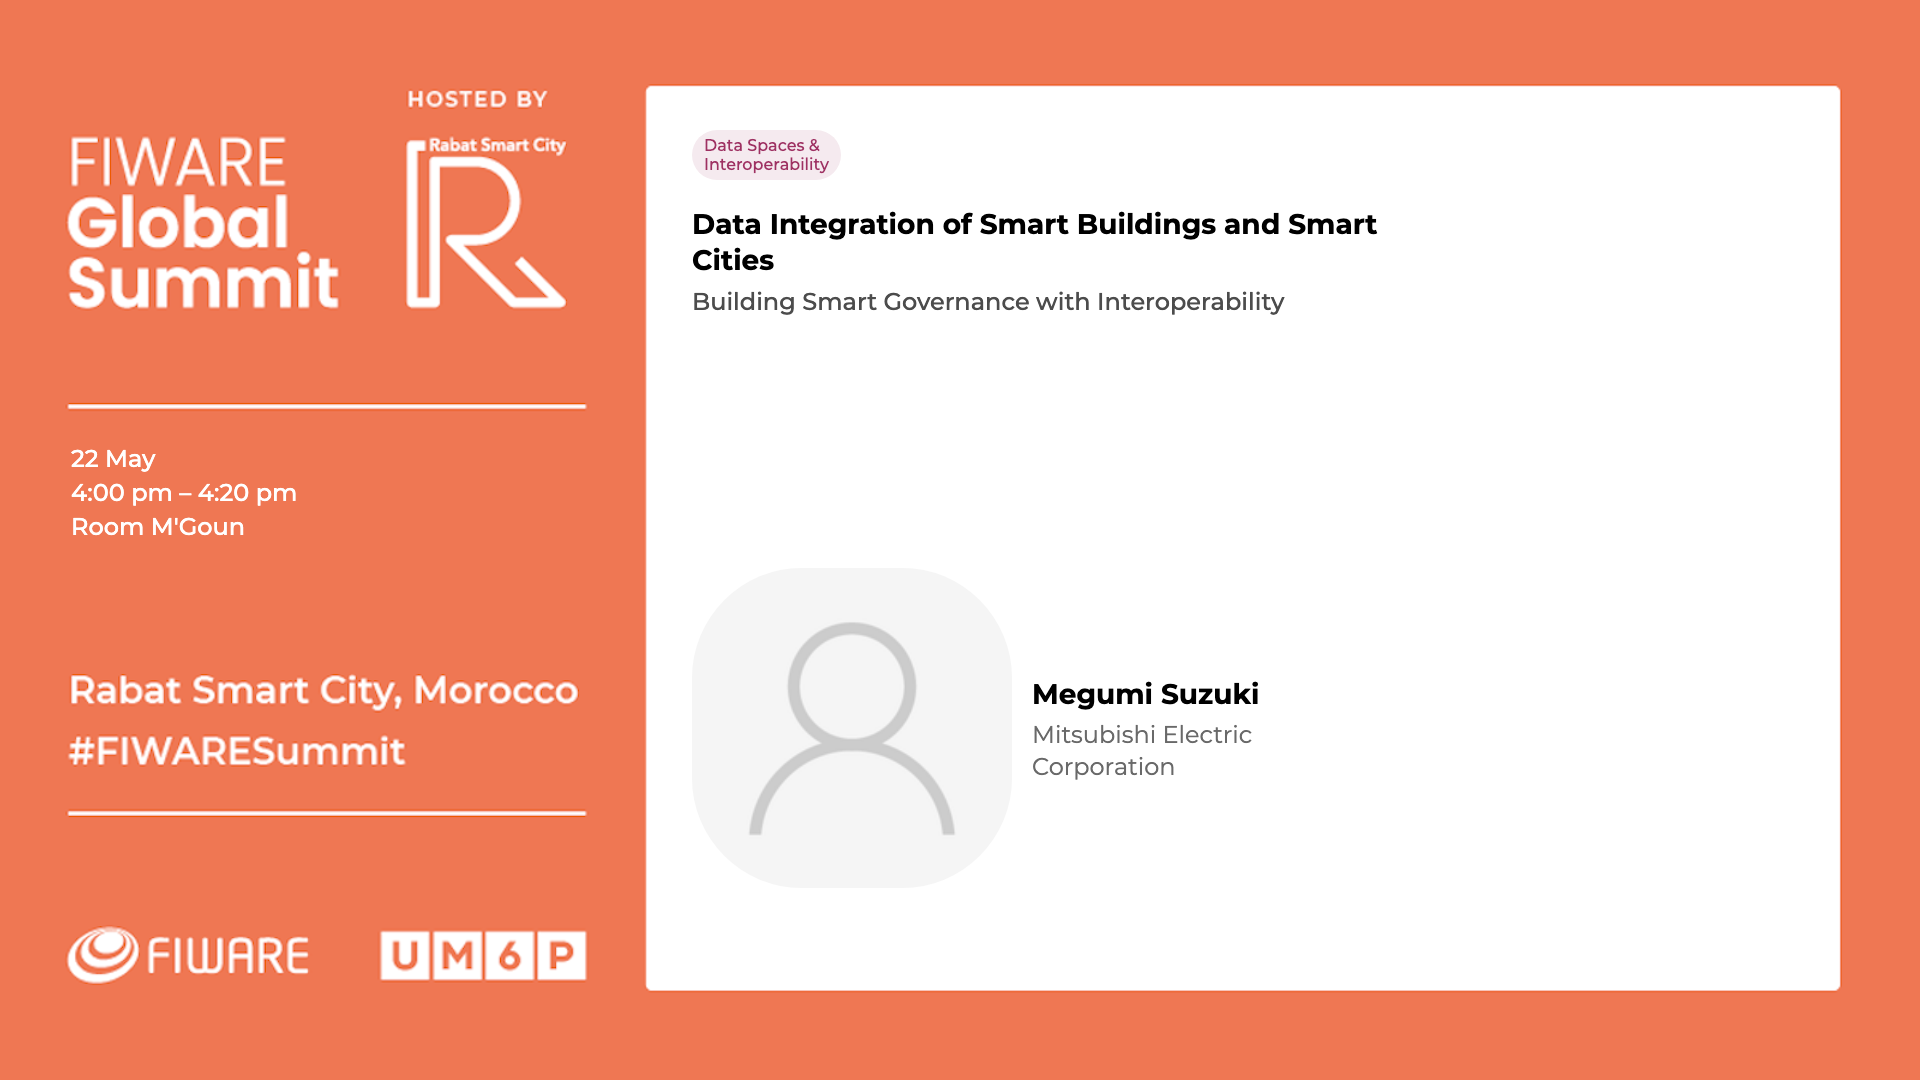 HOSTED BY
FIWARE
Global
Summit
Rabat Smart City
R
22 May
4:00 pm – 4:20 pm
Room M'Goun
Rabat Smart City, Morocco
#FIWARESummit
FIWARE
UM6P
Data Spaces &
Interoperability
Data Integration of Smart Buildings and Smart
Cities
Building Smart Governance with Interoperability
Megumi Suzuki
Mitsubishi Electric
Corporation